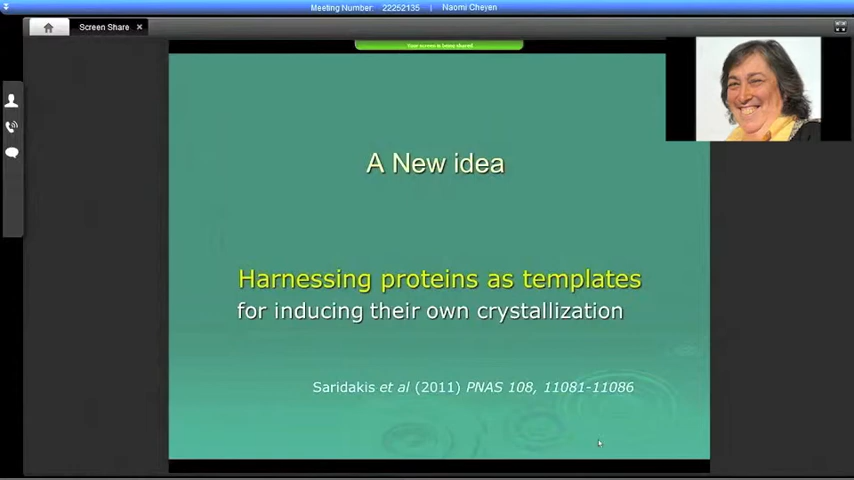 Meeting Number: 22252135 | Naomi Cheyen
Screen Share
Your screen is being shared
A New idea
Harnessing proteins as templates
for inducing their own crystallization
Saridakis et al (2011) PNAS 108, 11081-11086